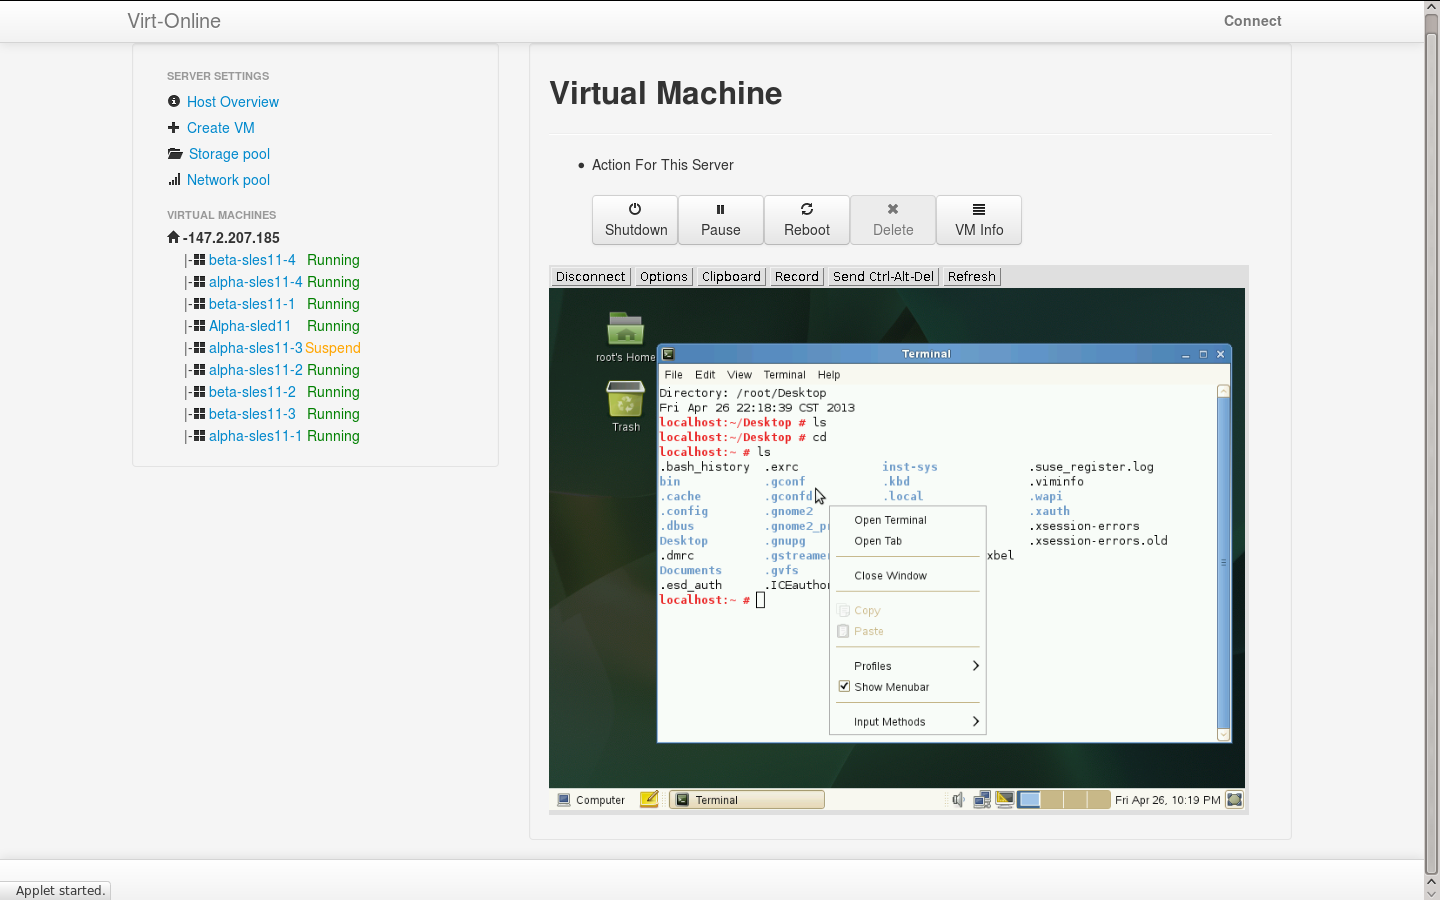 Virt-Online
Connect
SERVER SETTINGS
Host Overview
Create VM
Storage pool
Network pool
VIRTUAL MACHINES
-147.2.207.185
|- beta-sles11-4 Running
|- alpha-sles11-4 Running
|- beta-sles11-1 Running
|- Alpha-sled11 Running
|- alpha-sles11-3 Suspend
|- alpha-sles11-2 Running
|- beta-sles11-2 Running
|- beta-sles11-3 Running
|- alpha-sles11-1 Running
Virtual Machine
• Action For This Server
Shutdown Pause Reboot Delete VM Info
Disconnect Options Clipboard Record Send Ctrl-Alt-Del Refresh
root's Home
Trash
Terminal
File Edit View Terminal Help
Directory: /root/Desktop
Fri Apr 26 22:18:39 CST 2013
localhost:~/Desktop # ls
localhost:~/Desktop # cd
localhost:~ # ls
.bash_history .exrc inst-sys .suse_register.log
bin .gconf .kbd .viminfo
.cache .gconfd .local .wapi
.config .gnome2 .xauth
.dbus .gnome2_pr .xsession-errors
Desktop .gnupg .xsession-errors.old
.dmrc .gstreamer xbel
Documents .gvfs
.esd_auth .ICEauthor
localhost:~ #
Open Terminal
Open Tab
Close Window
Copy
Paste
Profiles
Show Menubar
Input Methods
Computer Terminal Fri Apr 26, 10:19 PM
Applet started.